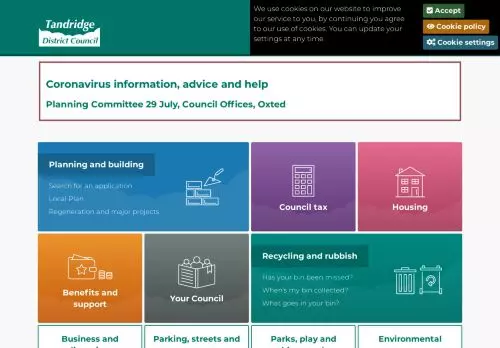 Tandridge
District Council
We use cookies on our website to improve
our service to you, by continuing you agree
to our use of cookies. You can update your
settings at any time.
Accept
Cookie policy
Cookie settings
Coronavirus information, advice and help
Planning Committee 29 July, Council Offices, Oxted
Planning and building
Search for an application
Local Plan
Regeneration and major projects
Council tax
Housing
Benefits and
support
Your Council
Recycling and rubbish
Has your bin been missed?
When's my bin collected?
What goes in your bin?
Business and
Parking, streets and
Parks, play and
Environmental